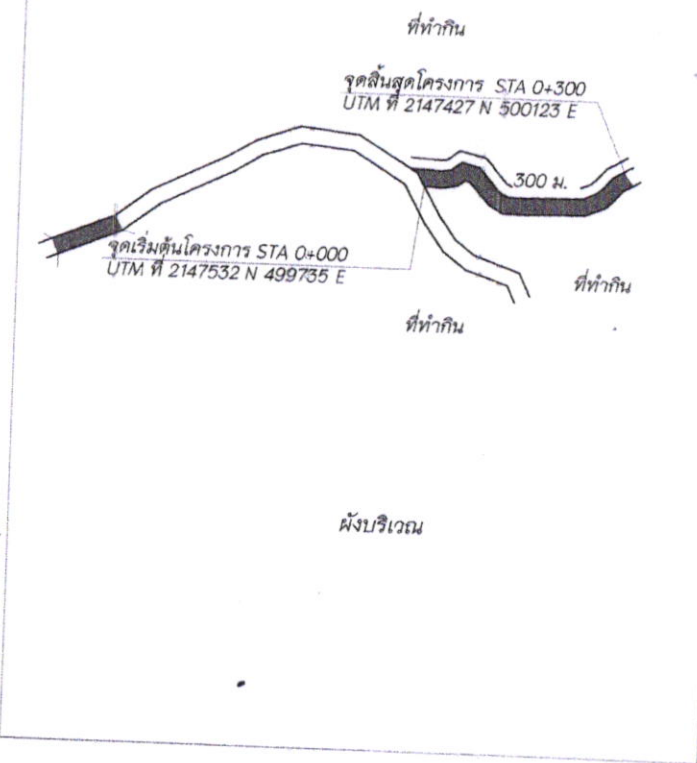 ที่ทำกิน
จุดสิ้นสุดโครงการ STA 0+300
UTM ที่ 2147427 N 500123 E
300 ม.
จุดเริ่มต้นโครงการ STA 0+000
UTM ที่ 2147532 N 499735 E
ที่ทำกิน
ที่ทำกิน
ผังบริเวณ